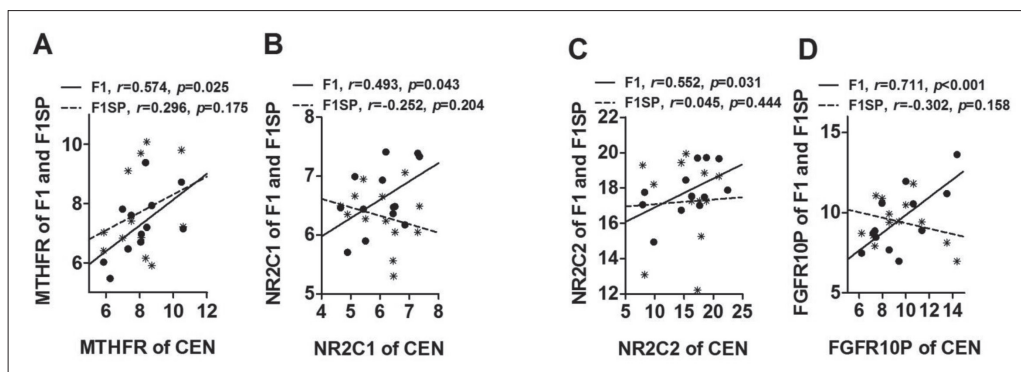 A
F1, r=0.574, p=0.025
F1SP, r=0.296, p=0.175
MTHFR of F1 and F1SP
10
8
6
6 8 10 12
MTHFR of CEN
B
F1, r=0.493, p=0.043
F1SP, r=-0.252, p=0.204
NR2C1 of F1 and F1SP
8
7
6
5
4 5 6 7 8
NR2C1 of CEN
C
F1, r=0.552, p=0.031
F1SP, r=0.045, p=0.444
NR2C2 of F1 and F1SP
22
20
18
16
14
12
5 10 15 20 25
NR2C2 of CEN
D
F1, r=0.711, p<0.001
F1SP, r=-0.302, p=0.158
FGFR10P of F1 and F1SP
15
10
5
6 8 10 12 14
FGFR10P of CEN